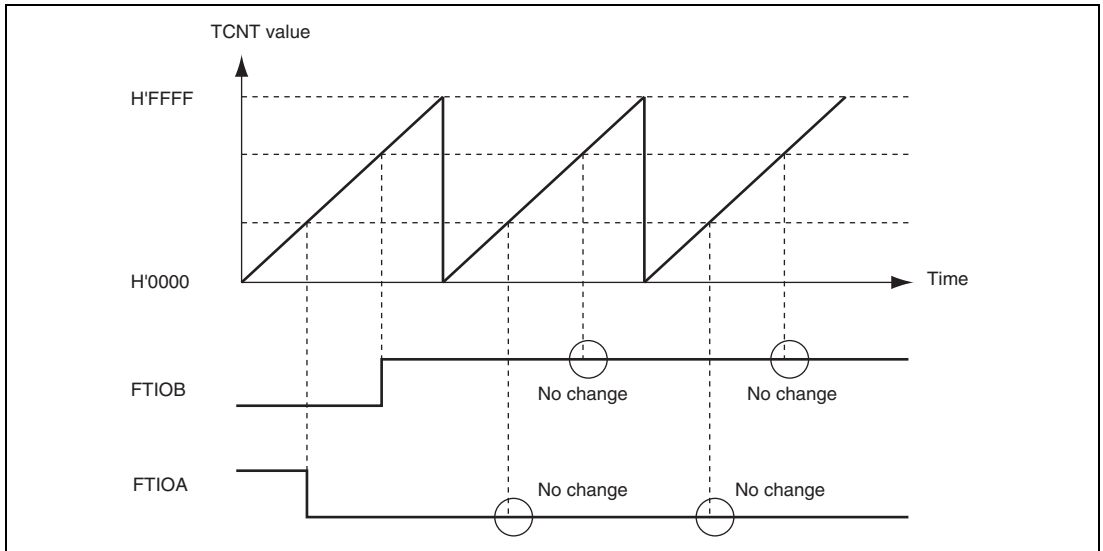 TCNT value
H'FFFF
H'0000
Time
FTIOB
No change
No change
FTIOA
No change
No change